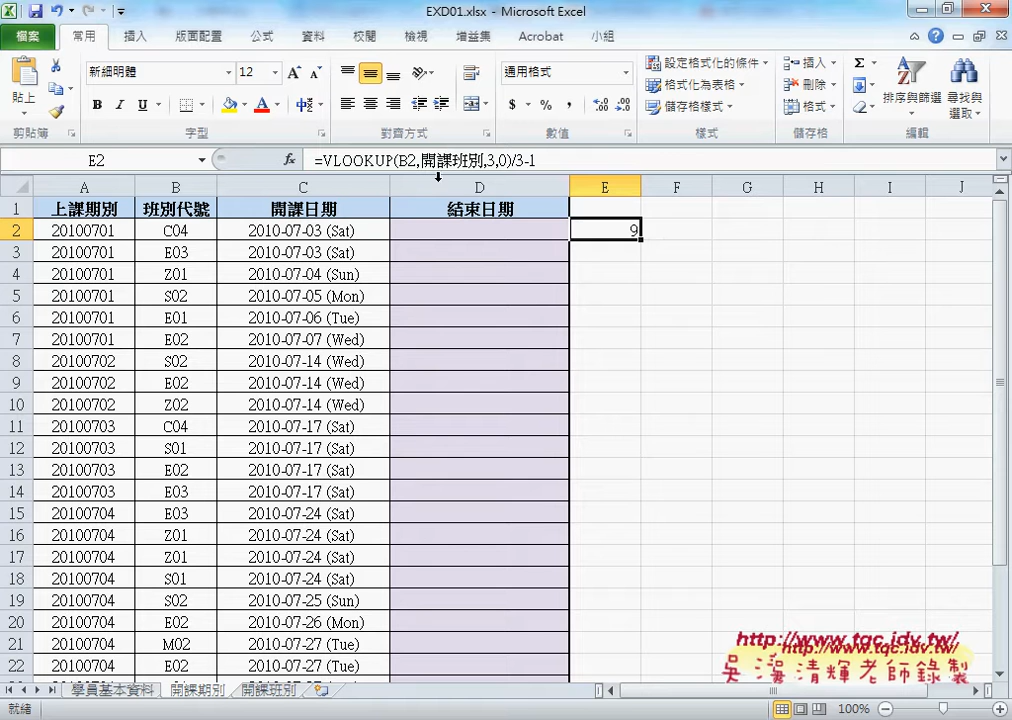 EXD01.xlsx - Microsoft Excel
檔案 常用 插入 版面配置 公式 資料 校閱 檢視 增益集 Acrobat 小組
貼上 新細明體 12 通用格式 設定格式化的條件 插入 Σ
B I U 中 $ % , 格式化為表格 刪除 排序與篩選 尋找與選取
儲存格樣式 格式
剪貼簿 字型 對齊方式 數值 樣式 儲存格 編輯
E2 fx =VLOOKUP(B2,開課班別,3,0)/3-1
A B C D E F G H I J
1 上課期別 班別代號 開課日期 結束日期
2 20100701 C04 2010-07-03 (Sat) 9
3 20100701 E03 2010-07-03 (Sat)
4 20100701 Z01 2010-07-04 (Sun)
5 20100701 S02 2010-07-05 (Mon)
6 20100701 E01 2010-07-06 (Tue)
7 20100701 E02 2010-07-07 (Wed)
8 20100702 S02 2010-07-14 (Wed)
9 20100702 E02 2010-07-14 (Wed)
10 20100702 Z02 2010-07-14 (Wed)
11 20100703 C04 2010-07-17 (Sat)
12 20100703 S01 2010-07-17 (Sat)
13 20100703 E02 2010-07-17 (Sat)
14 20100703 E03 2010-07-17 (Sat)
15 20100704 E03 2010-07-24 (Sat)
16 20100704 Z01 2010-07-24 (Sat)
17 20100704 Z01 2010-07-24 (Sat)
18 20100704 S01 2010-07-24 (Sat)
19 20100704 S02 2010-07-25 (Sun)
20 20100704 E02 2010-07-26 (Mon)
21 20100704 M02 2010-07-27 (Tue)
22 20100704 E02 2010-07-27 (Tue)
http://www.tqc.idv.tw/
http://www.tqc.idv.tw/
清輝老師錄製
學員基本資料 開課期別 開課班別
就緒 100%